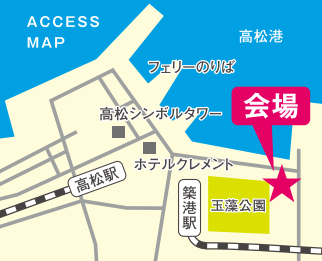 ACCESS
MAP
高松港
フェリーのりば
会場
高松シンボルタワー
ホテルクレメント
高松駅
築港駅
玉藻公園